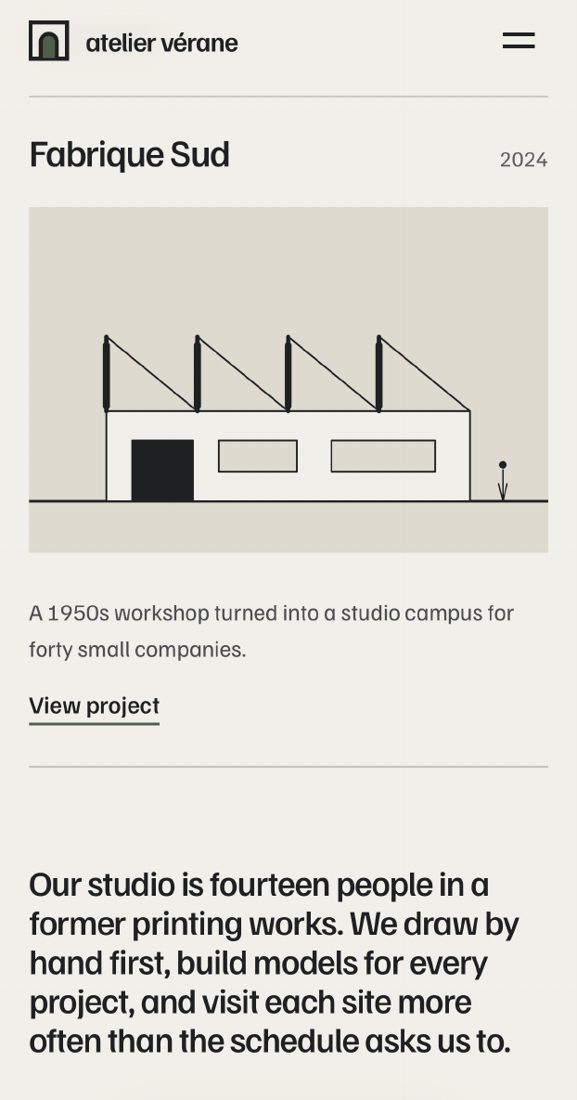 atelier vérane
Fabrique Sud
2024
A 1950s workshop turned into a studio campus for
forty small companies.
View project
Our studio is fourteen people in a
former printing works. We draw by
hand first, build models for every
project, and visit each site more
often than the schedule asks us to.